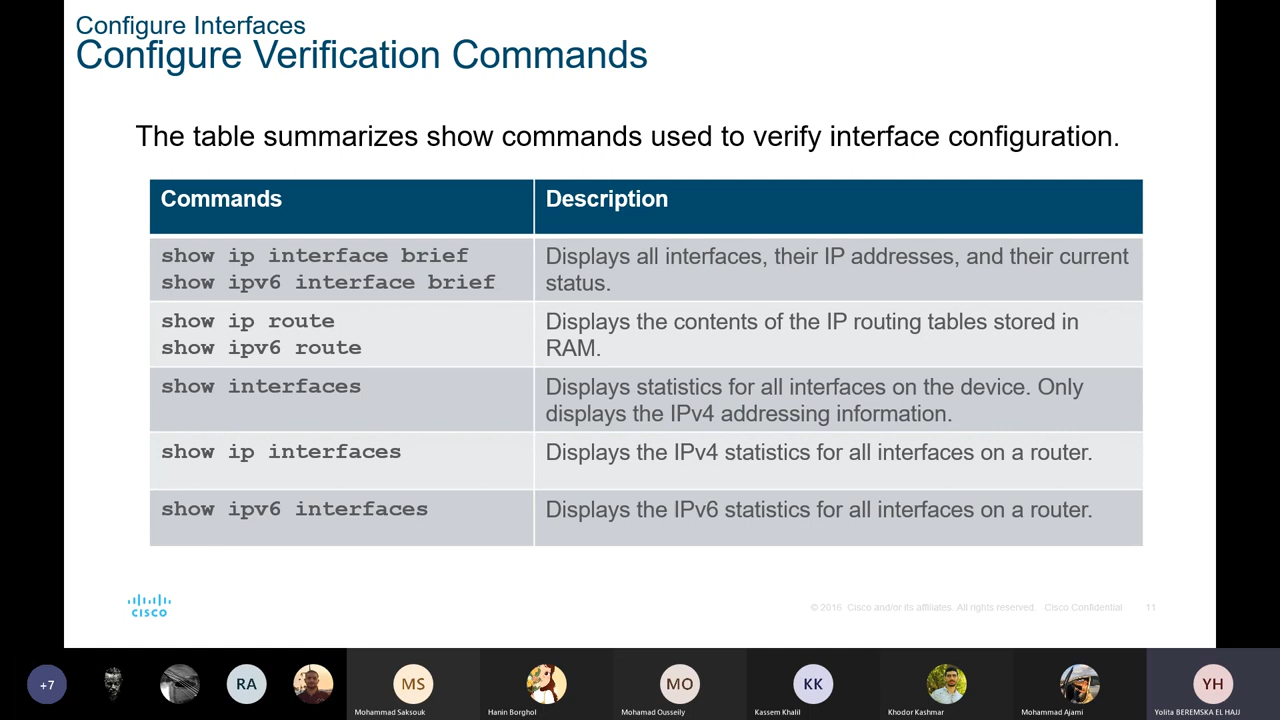 Configure Interfaces
Configure Verification Commands
The table summarizes show commands used to verify interface configuration.
Commands
Description
show ip interface brief
show ipv6 interface brief
Displays all interfaces, their IP addresses, and their current
status.
show ip route
show ipv6 route
Displays the contents of the IP routing tables stored in
RAM.
show interfaces
Displays statistics for all interfaces on the device. Only
displays the IPv4 addressing information.
show ip interfaces
Displays the IPv4 statistics for all interfaces on a router.
show ipv6 interfaces
Displays the IPv6 statistics for all interfaces on a router.
CISCO
© 2016 Cisco and/or its affiliates. All rights reserved. Cisco Confidential 11
+7
RA
MS
MO
KK
YH
Mohammad Saksouk
Hanin Borghol
Mohamad Ousseily
Kassem Khalil
Khodor Kashmar
Mohammad Ajami
Yolita BEREMSKA EL HAJJ